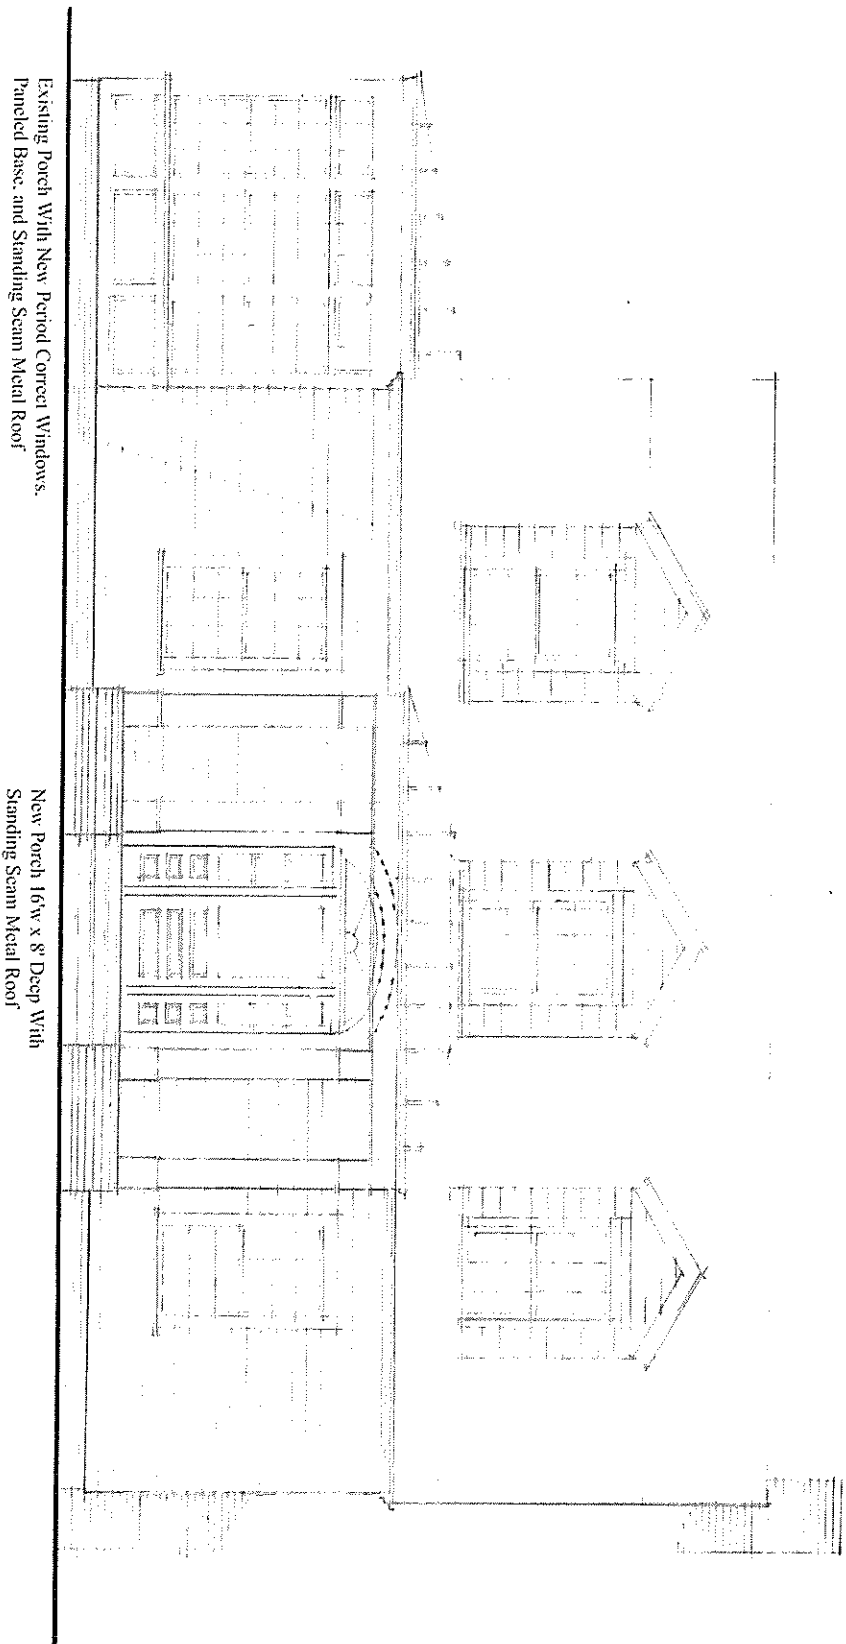 Existing Porch With New Period Correct Windows.
Paneled Base. and Standing Seam Metal Roof
New Porch 16'w x 8' Deep With
Standing Seam Metal Roof